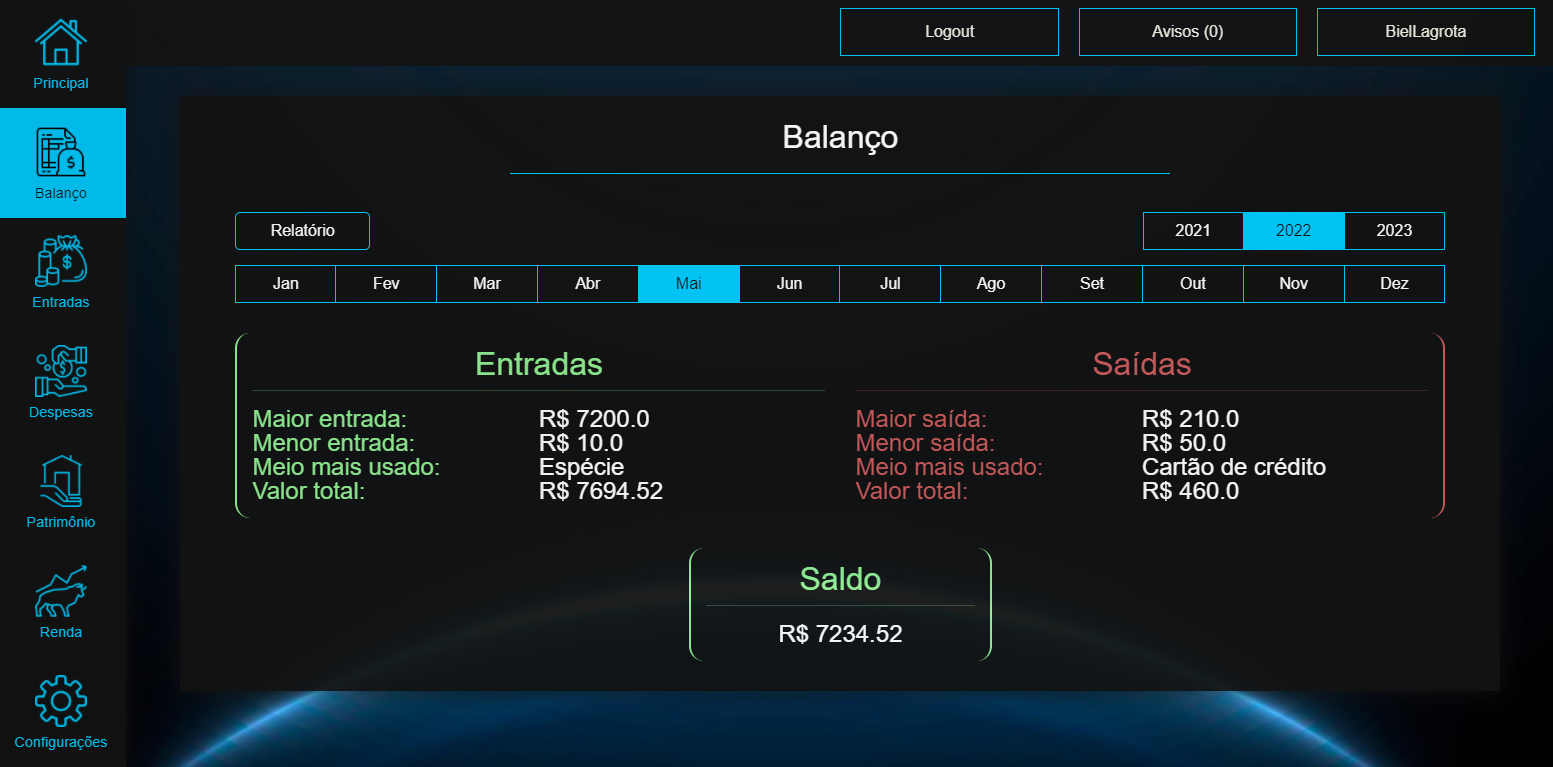 Logout
Avisos (0)
BielLagrota
Principal
Balanço
Entradas
Despesas
Patrimônio
Renda
Configurações
Balanço
Relatório
2021 2022 2023
Jan Fev Mar Abr Mai Jun Jul Ago Set Out Nov Dez
Entradas
Maior entrada: R$ 7200.0
Menor entrada: R$ 10.0
Meio mais usado: Espécie
Valor total: R$ 7694.52
Saídas
Maior saída: R$ 210.0
Menor saída: R$ 50.0
Meio mais usado: Cartão de crédito
Valor total: R$ 460.0
Saldo
R$ 7234.52